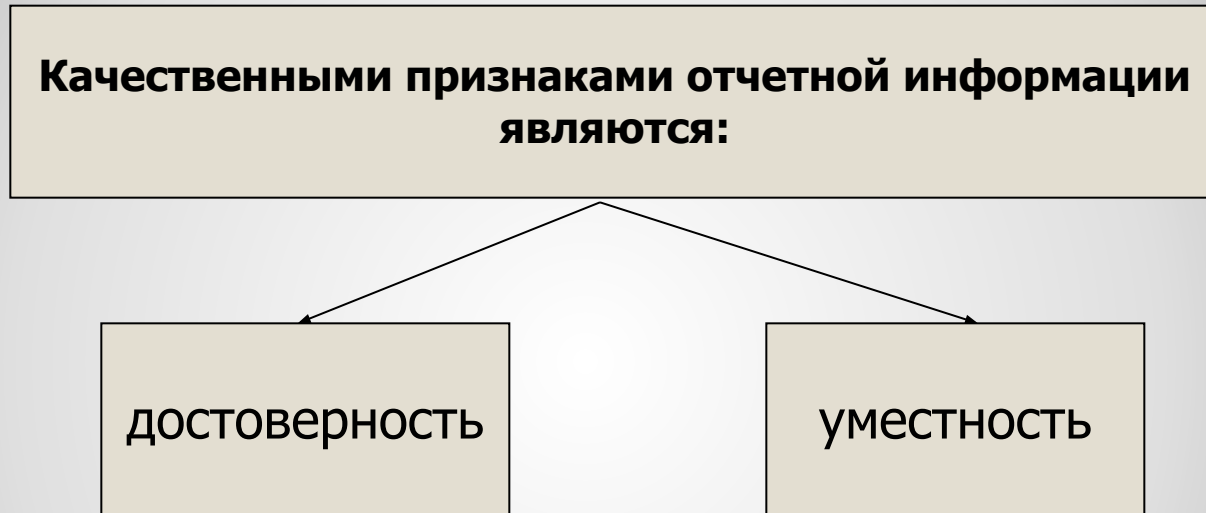 Качественными признаками отчетной информации
являются:
достоверность
уместность